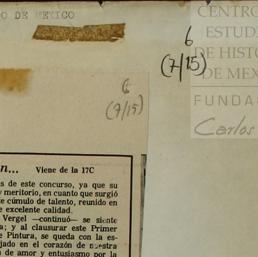 O DE MEXICO
6
(7/15)
CENTRO
ESTUDI
DE HISTO
DE MEX
FUNDA
Carlos
6
(7/15)
n... Viene de la 17C
s de este concurso, ya que su
y meritorio, en cuanto que surgió
te cúmulo de talento, reunido en
e excelente calidad.
Vergel —continuó— se siente
; y al clausurar este Primer
e Pintura, se queda con la es-
jado en el corazón de nuestra
n de amor y entusiasmo por la